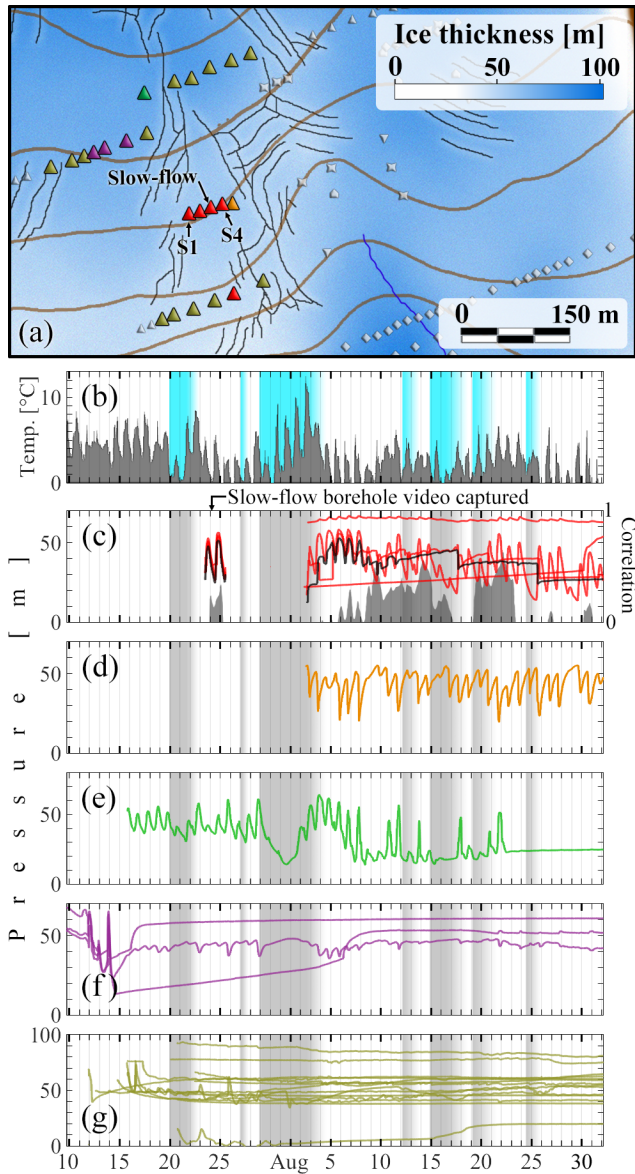 Ice thickness [m]
0 50 100
Slow-flow
S1
S4
0 150 m
(a)
Temp. [°C]
10
0
(b)
Slow-flow borehole video captured
Pressure [m]
50
0
(c)
1
0
Correlation
50
0
(d)
50
0
(e)
50
0
(f)
100
50
0
(g)
10 15 20 25 Aug 5 10 15 20 25 30